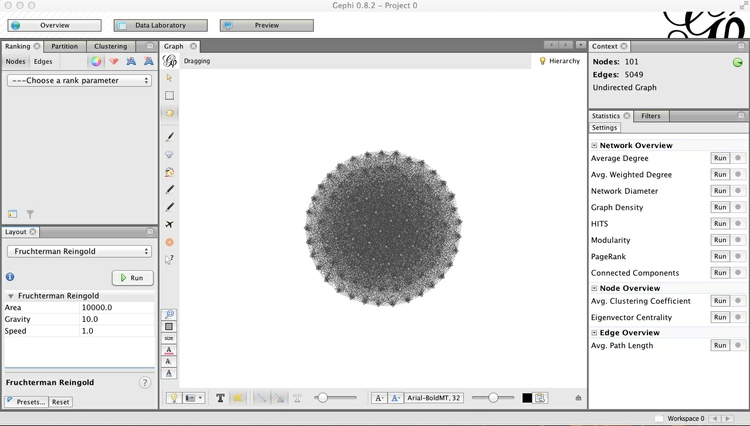 Gephi 0.8.2 - Project 0
Overview
Data Laboratory
Preview
Ranking
Partition
Clustering
Nodes
Edges
---Choose a rank parameter
Layout
Fruchterman Reingold
Run
Fruchterman Reingold
Area 10000.0
Gravity 10.0
Speed 1.0
Fruchterman Reingold
Presets...
Reset
Graph
Dragging
Hierarchy
size
A
A
A
T
T
A
A
Arial-BoldMT, 32
Context
Nodes: 101
Edges: 5049
Undirected Graph
Statistics
Filters
Settings
Network Overview
Average Degree Run
Avg. Weighted Degree Run
Network Diameter Run
Graph Density Run
HITS Run
Modularity Run
PageRank Run
Connected Components Run
Node Overview
Avg. Clustering Coefficient Run
Eigenvector Centrality Run
Edge Overview
Avg. Path Length Run
Workspace 0